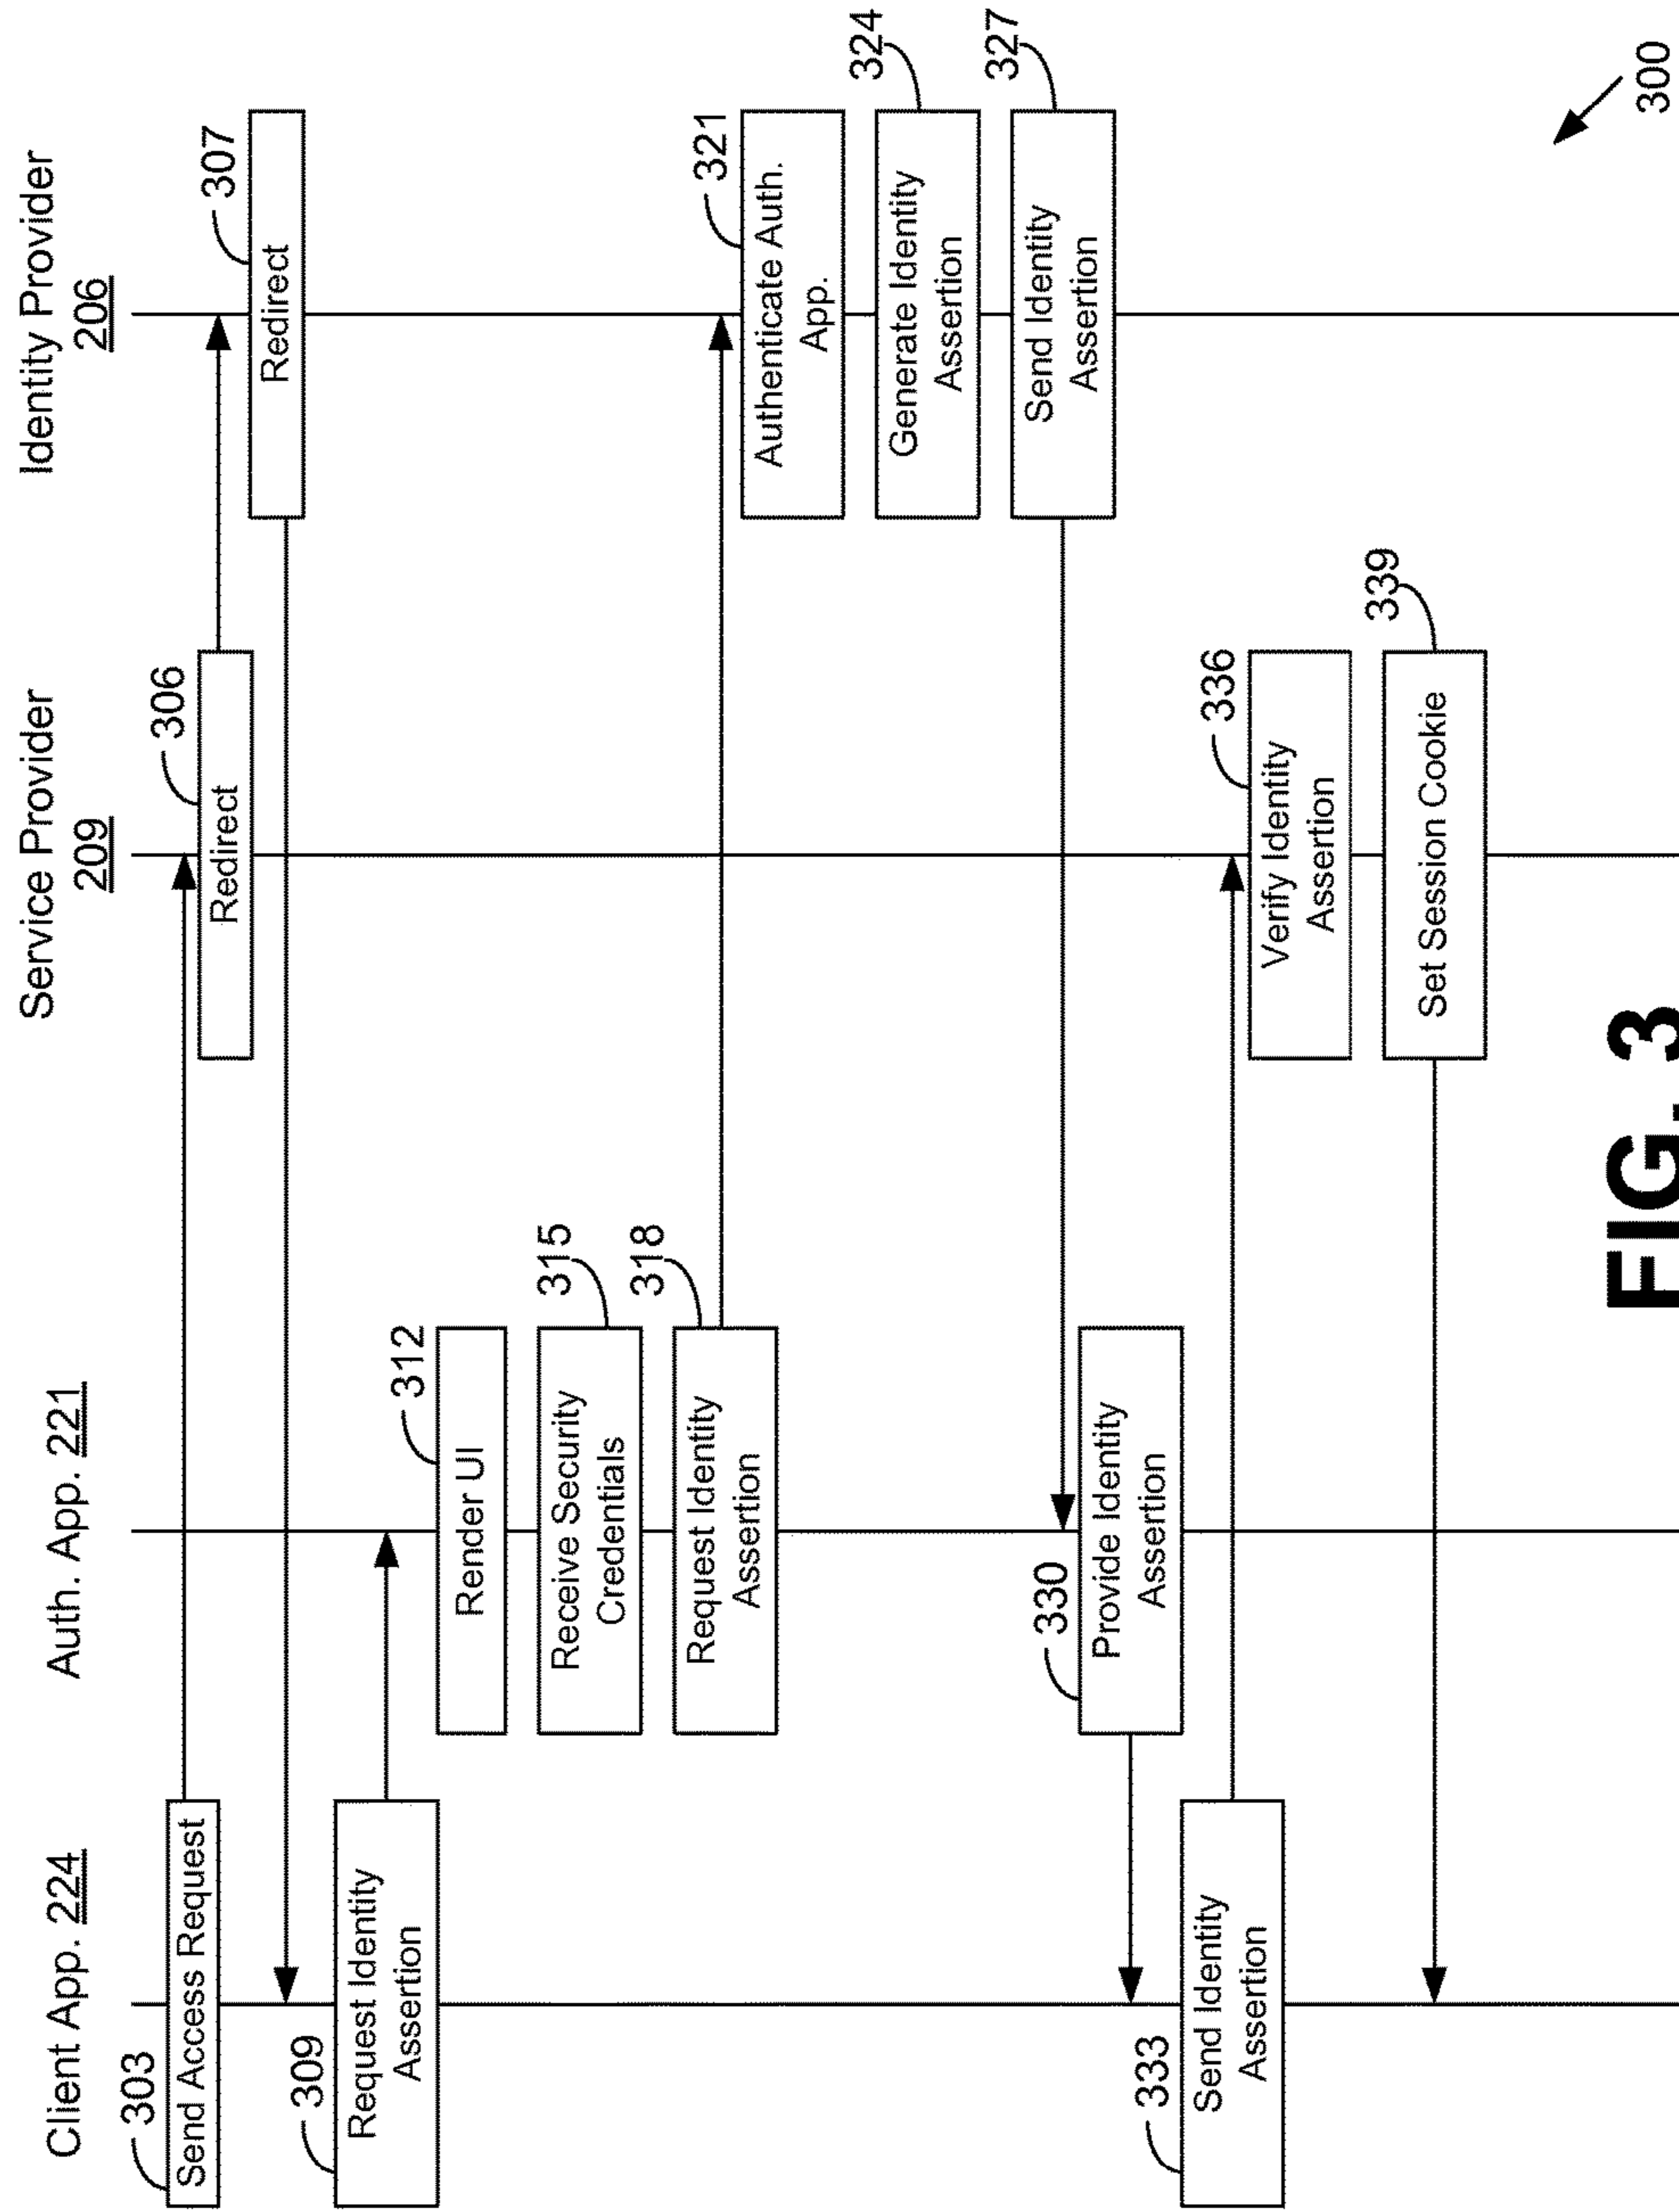 Client App. 224
Auth. App. 221
Service Provider
209
Identity Provider
206
303
Send Access Request
306
Redirect
307
Redirect
309
Request Identity
Assertion
312
Render UI
315
Receive Security
Credentials
318
Request Identity
Assertion
321
Authenticate Auth.
App.
324
Generate Identity
Assertion
327
Send Identity
Assertion
330
Provide Identity
Assertion
333
Send Identity
Assertion
336
Verify Identity
Assertion
339
Set Session Cookie
300
FIG. 3